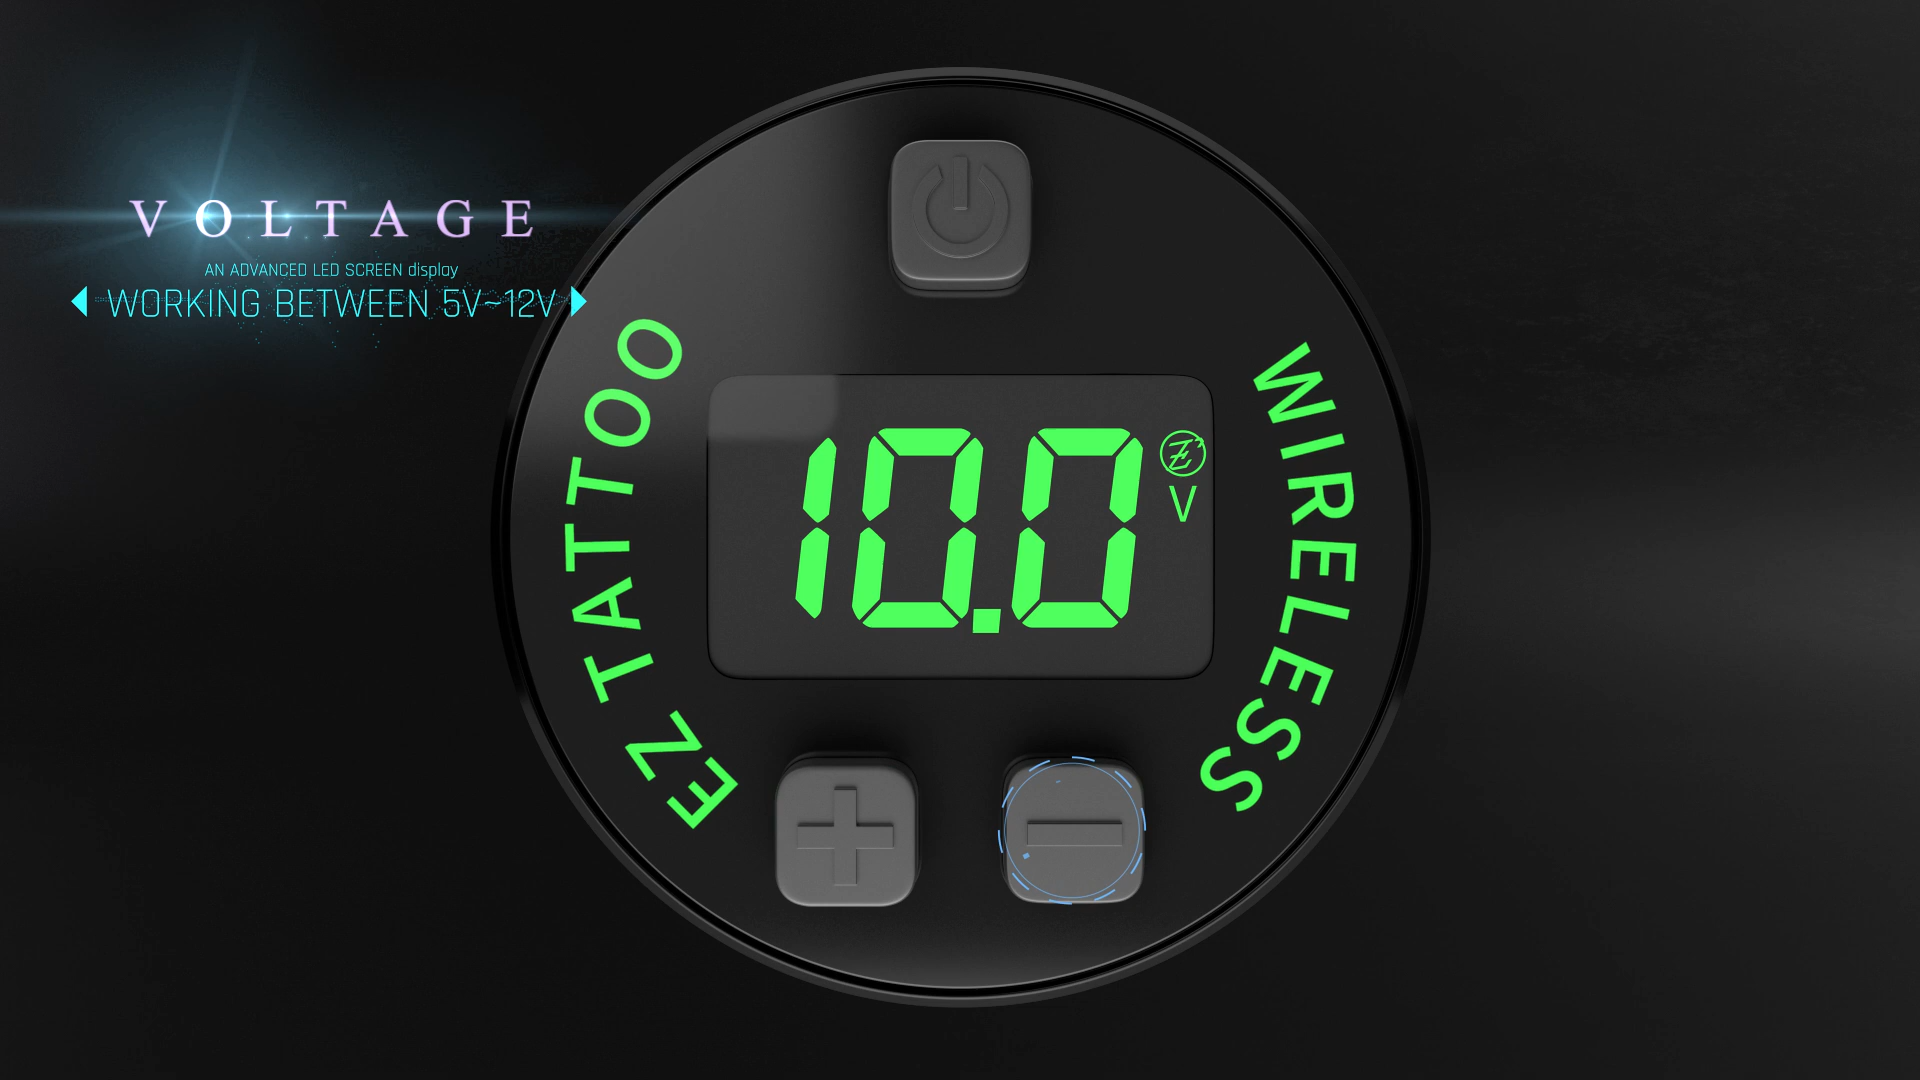 VOLTAGE
AN ADVANCED LED SCREEN display
WORKING BETWEEN 5V~12V
EZ TATTOO
10.0
V
WIRELESS